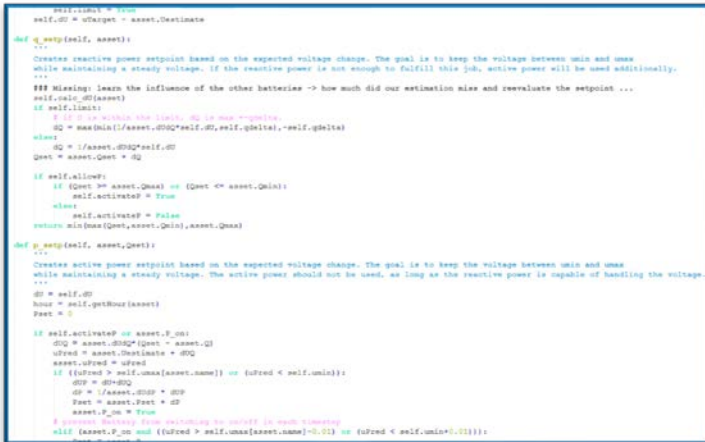 self.limit = True
self.dU = uTarget - asset.Uestimate
def q_setp(self, asset):
'''
Creates reactive power setpoint based on the expected voltage change. The goal is to keep the voltage between umin and umax
while maintaining a steady voltage. If the reactive power is not enough to fulfill this job, active power will be used additionally.
'''
### Missing: learn the influence of the other batteries -> how much did our estimation miss and reevaluate the setpoint ...
self.calc_dU(asset)
if self.limit:
# if U is within the limit, dQ is max +-qdelta.
dQ = max(min(1/asset.dUdQ*self.dU,self.qdelta),-self.qdelta)
else:
dQ = 1/asset.dUdQ*self.dU
Qset = asset.Qset + dQ
if self.allowP:
if (Qset >= asset.Qmax) or (Qset <= asset.Qmin):
self.activateP = True
else:
self.activateP = False
return min(max(Qset,asset.Qmin),asset.Qmax)
def p_setp(self, asset,Qset):
'''
Creates active power setpoint based on the expected voltage change. The goal is to keep the voltage between umin and umax
while maintaining a steady voltage. The active power should not be used, as long as the reactive power is capable of handling the voltage.
'''
dU = self.dU
hour = self.getHour(asset)
Pset = 0
if self.activateP or asset.P_on:
dUQ = asset.dUdQ*(Qset - asset.Q)
uPred = asset.Uestimate + dUQ
asset.uPred = uPred
if ((uPred > self.umax[asset.name]) or (uPred < self.umin)):
dUP = dU+dUQ
dP = 1/asset.dUdP * dUP
Pset = asset.Pset + dP
asset.P_on = True
# prevent Battery from switching to on/off in each timestep
elif (asset.P_on and ((uPred > self.umax[asset.name]-0.01) or (uPred < self.umin+0.01))):